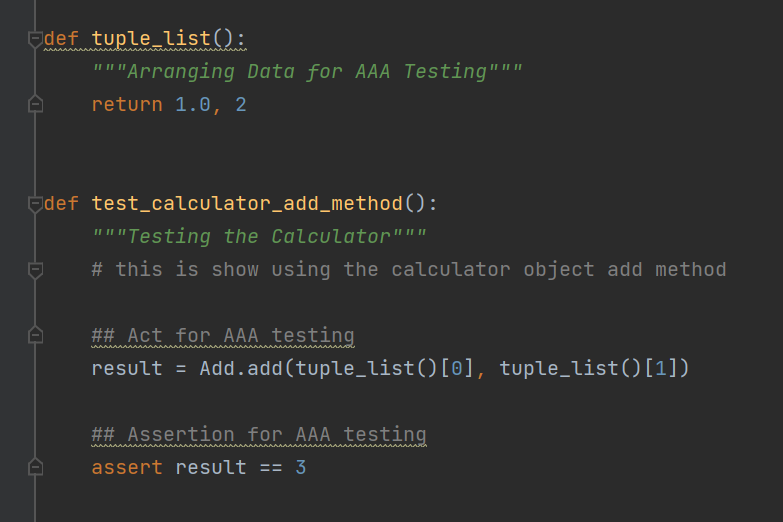 def tuple_list():
    """Arranging Data for AAA Testing"""
    return 1.0, 2
def test_calculator_add_method():
    """Testing the Calculator"""
    # this is show using the calculator object add method
    ## Act for AAA testing
    result = Add.add(tuple_list()[0], tuple_list()[1])
    ## Assertion for AAA testing
    assert result == 3